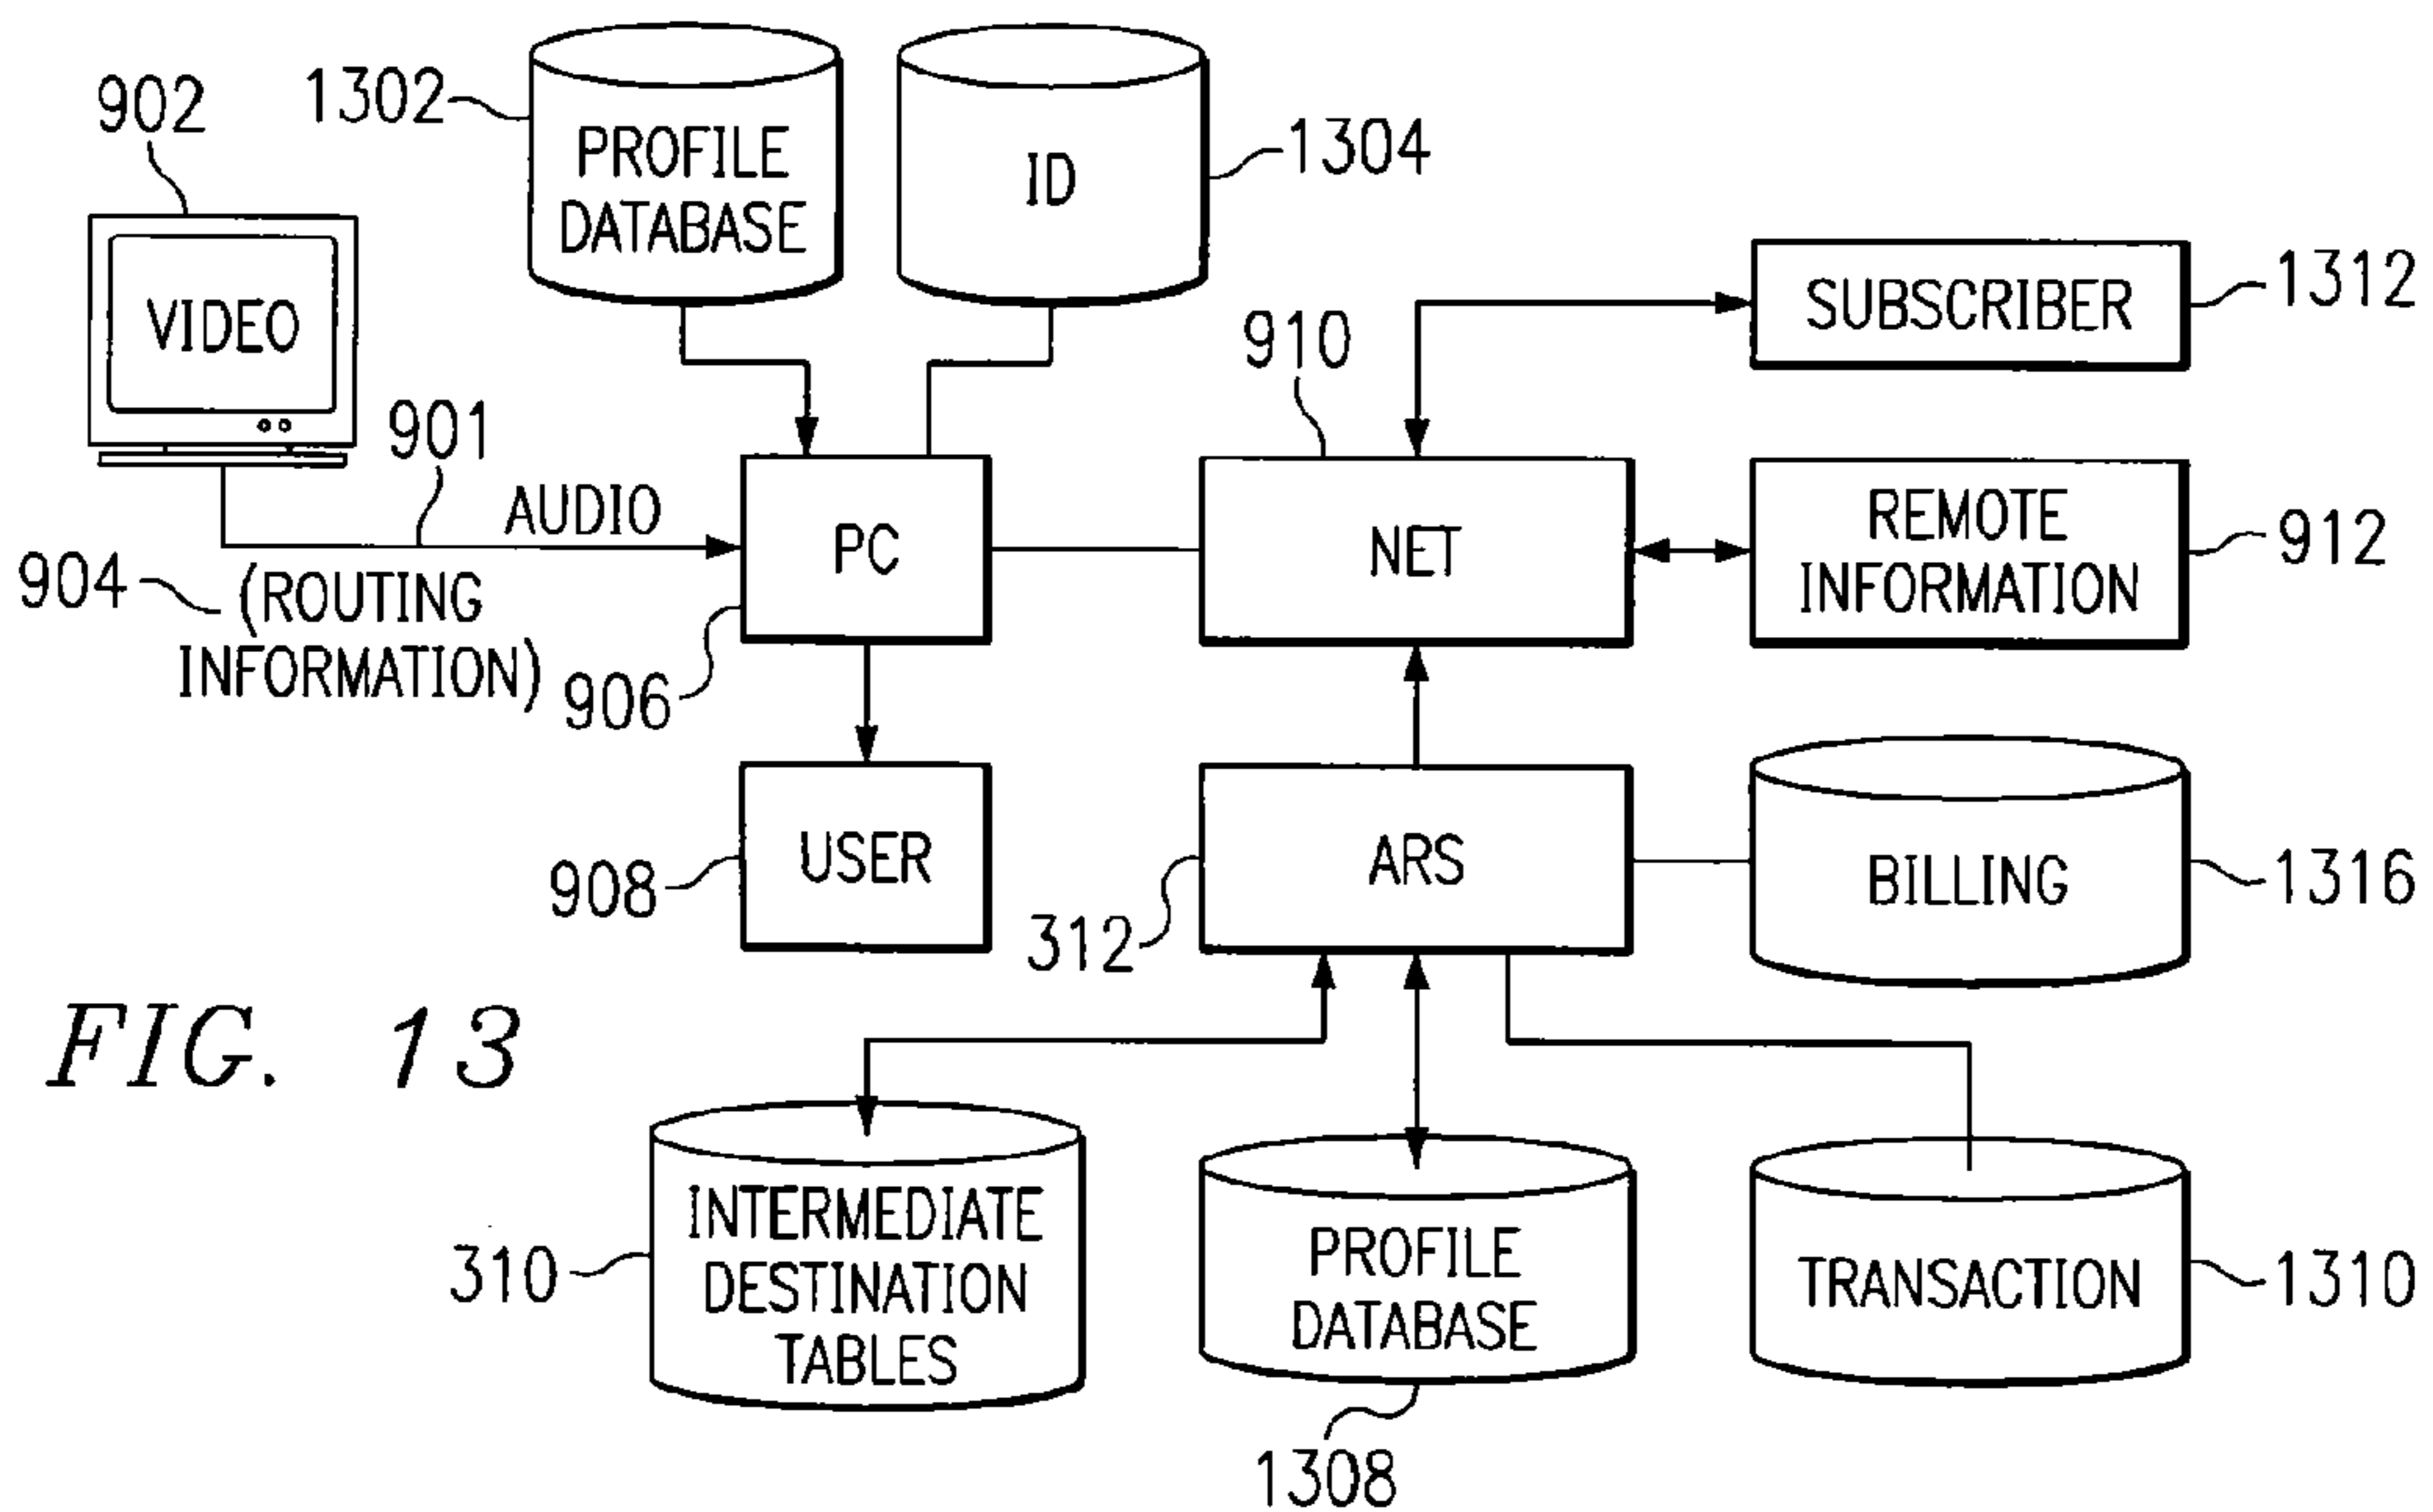 1302
PROFILE
DATABASE
ID
1304
902
VIDEO
901
AUDIO
904
(ROUTING
INFORMATION)
PC
906
910
NET
SUBSCRIBER
1312
REMOTE
INFORMATION
912
USER
908
ARS
312
BILLING
1316
FIG. 13
INTERMEDIATE
DESTINATION
TABLES
310
PROFILE
DATABASE
1308
TRANSACTION
1310